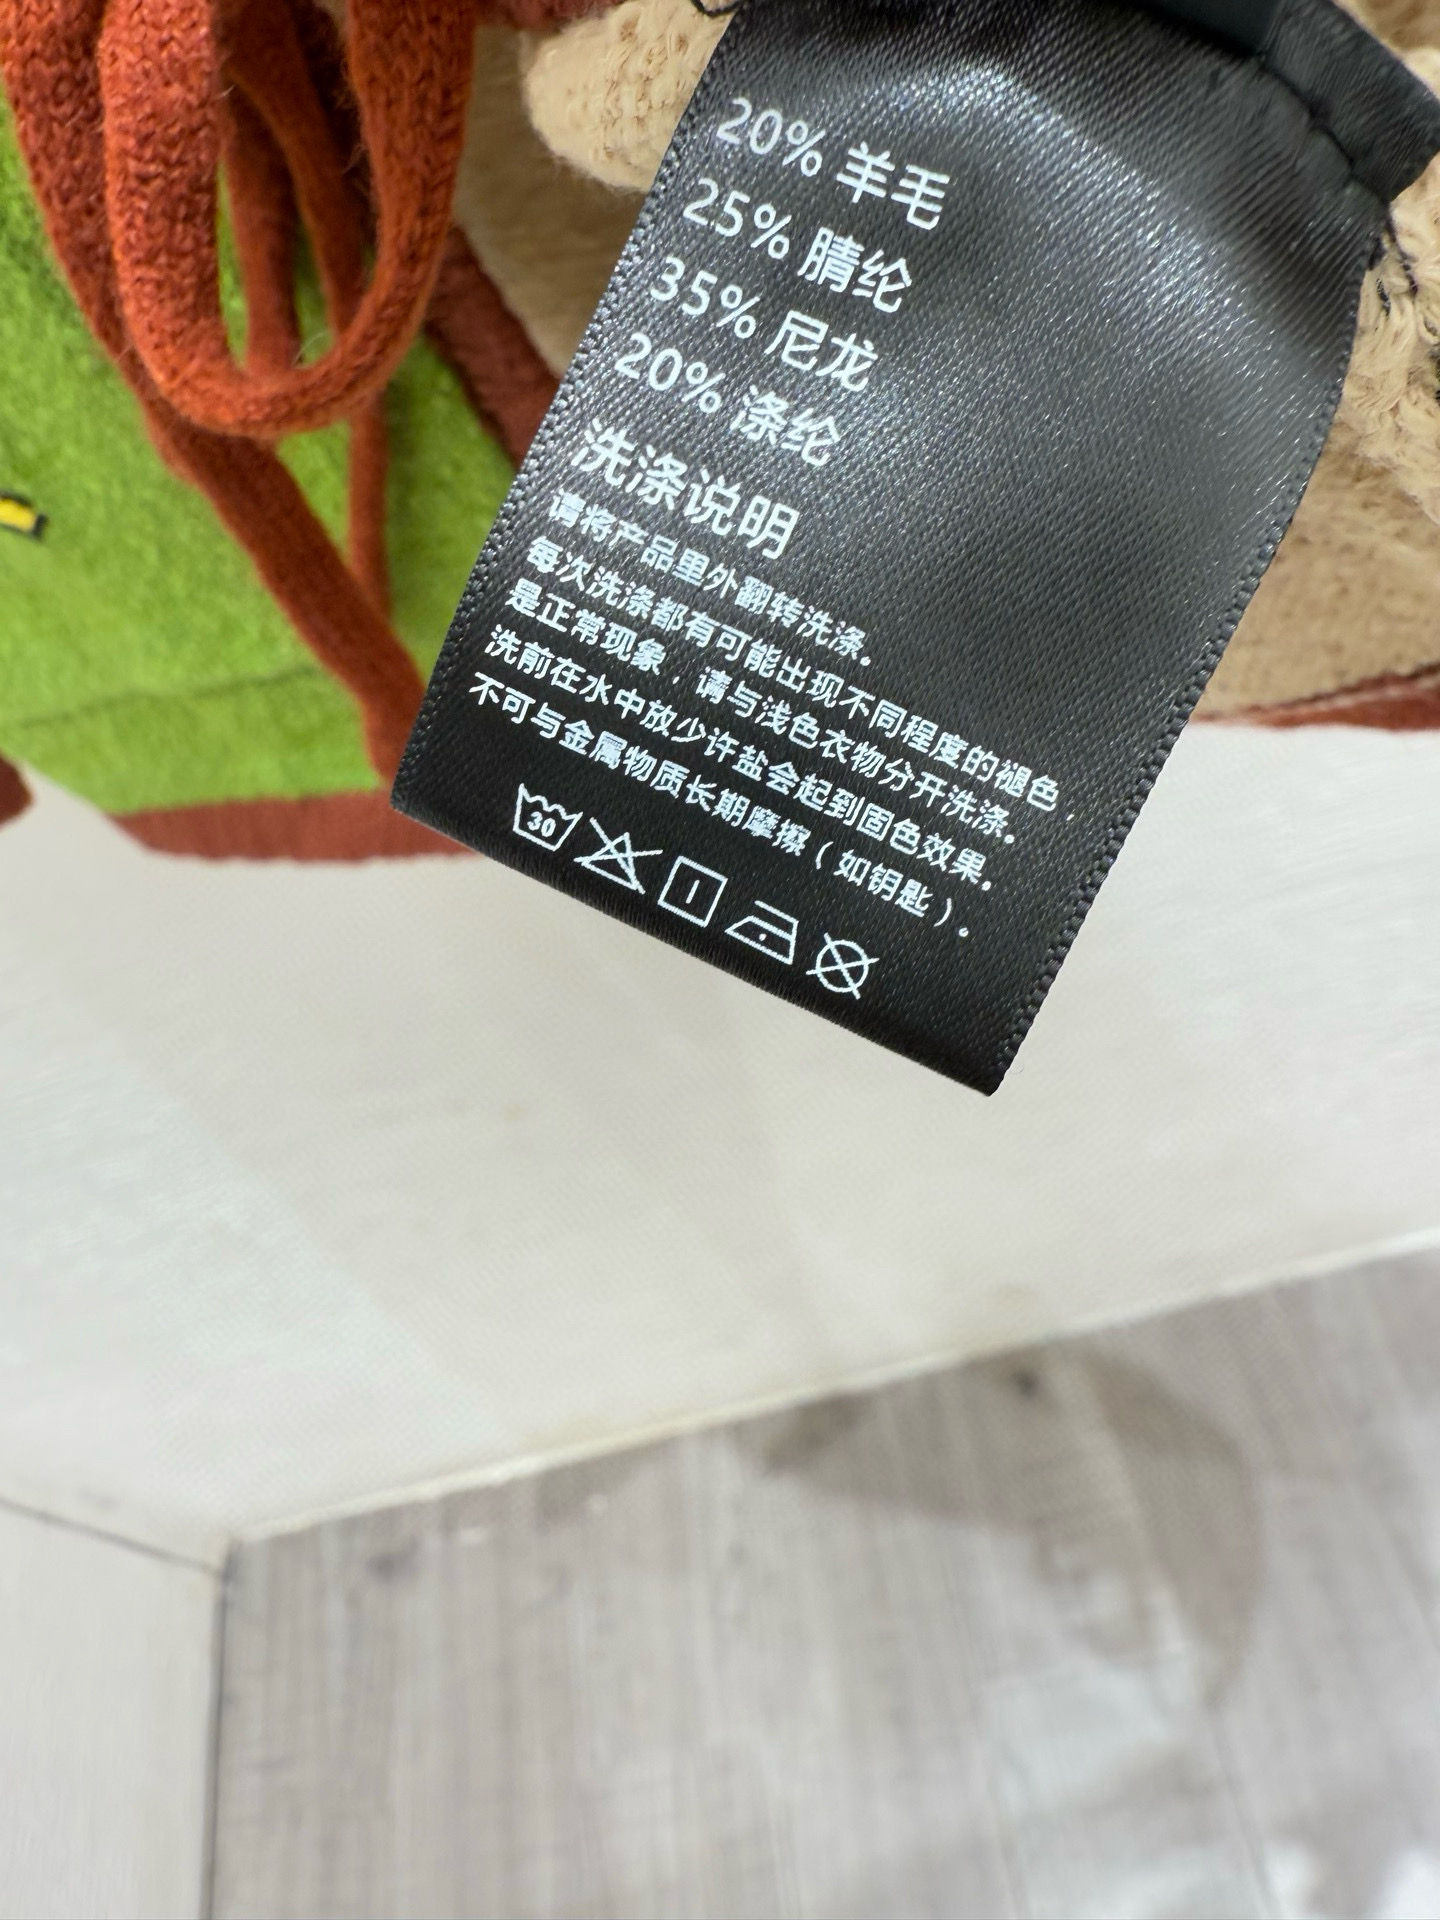 20% 羊毛
25% 腈纶
35% 尼龙
20% 涤纶
洗涤说明
请将产品里外翻转洗涤。
每次洗涤都有可能出现不同程度的褪色
是正常现象，请与浅色衣物分开洗涤。
洗前在水中放少许盐会起到固色效果。
不可与金属物质长期摩擦（如钥匙）。
30